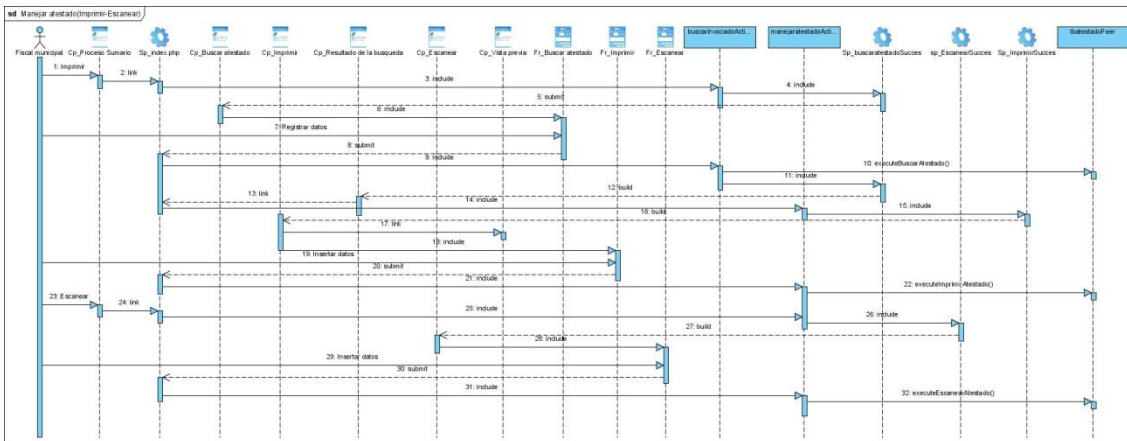 sd Manejar atestado(Imprimir-Escanear)
Fiscal municipal
Cp_Proceso Sumario
Sp_index.php
Cp_Buscar atestado
Cp_Imprimir
Cp_Resultado de la busqueda
Cp_Escanear
Cp_Vista previa
Fr_Buscar atestado
Fr_Imprimir
Fr_Escanear
buscarinvocadoActi...
manejaratestadoActi...
Sp_buscaratestadoSucces
sp_EscanearSucces
Sp_ImprimirSucces
tbatestadoPeer
1: Imprimir
2: link
3: include
4: include
5: submit
6: include
7: Registrar datos
8: submit
9: include
10: executeBuscarAtestado()
11: include
12: build
13: link
14: include
15: include
16: build
17: link
18: include
19: Insertar datos
20: submit
21: include
22: executeImprimirAtestado()
23: Escanear
24: link
25: include
26: include
27: build
28: include
29: Insertar datos
30: submit
31: include
32: executeEscanearAtestado()